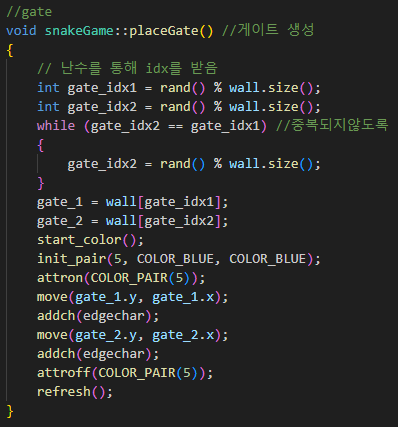 //gate
void snakeGame::placeGate() //게이트 생성
{
    // 난수를 통해 idx를 받음
    int gate_idx1 = rand() % wall.size();
    int gate_idx2 = rand() % wall.size();
    while (gate_idx2 == gate_idx1) //중복되지않도록
    {
        gate_idx2 = rand() % wall.size();
    }
    gate_1 = wall[gate_idx1];
    gate_2 = wall[gate_idx2];
    start_color();
    init_pair(5, COLOR_BLUE, COLOR_BLUE);
    attron(COLOR_PAIR(5));
    move(gate_1.y, gate_1.x);
    addch(edgechar);
    move(gate_2.y, gate_2.x);
    addch(edgechar);
    attroff(COLOR_PAIR(5));
    refresh();
}